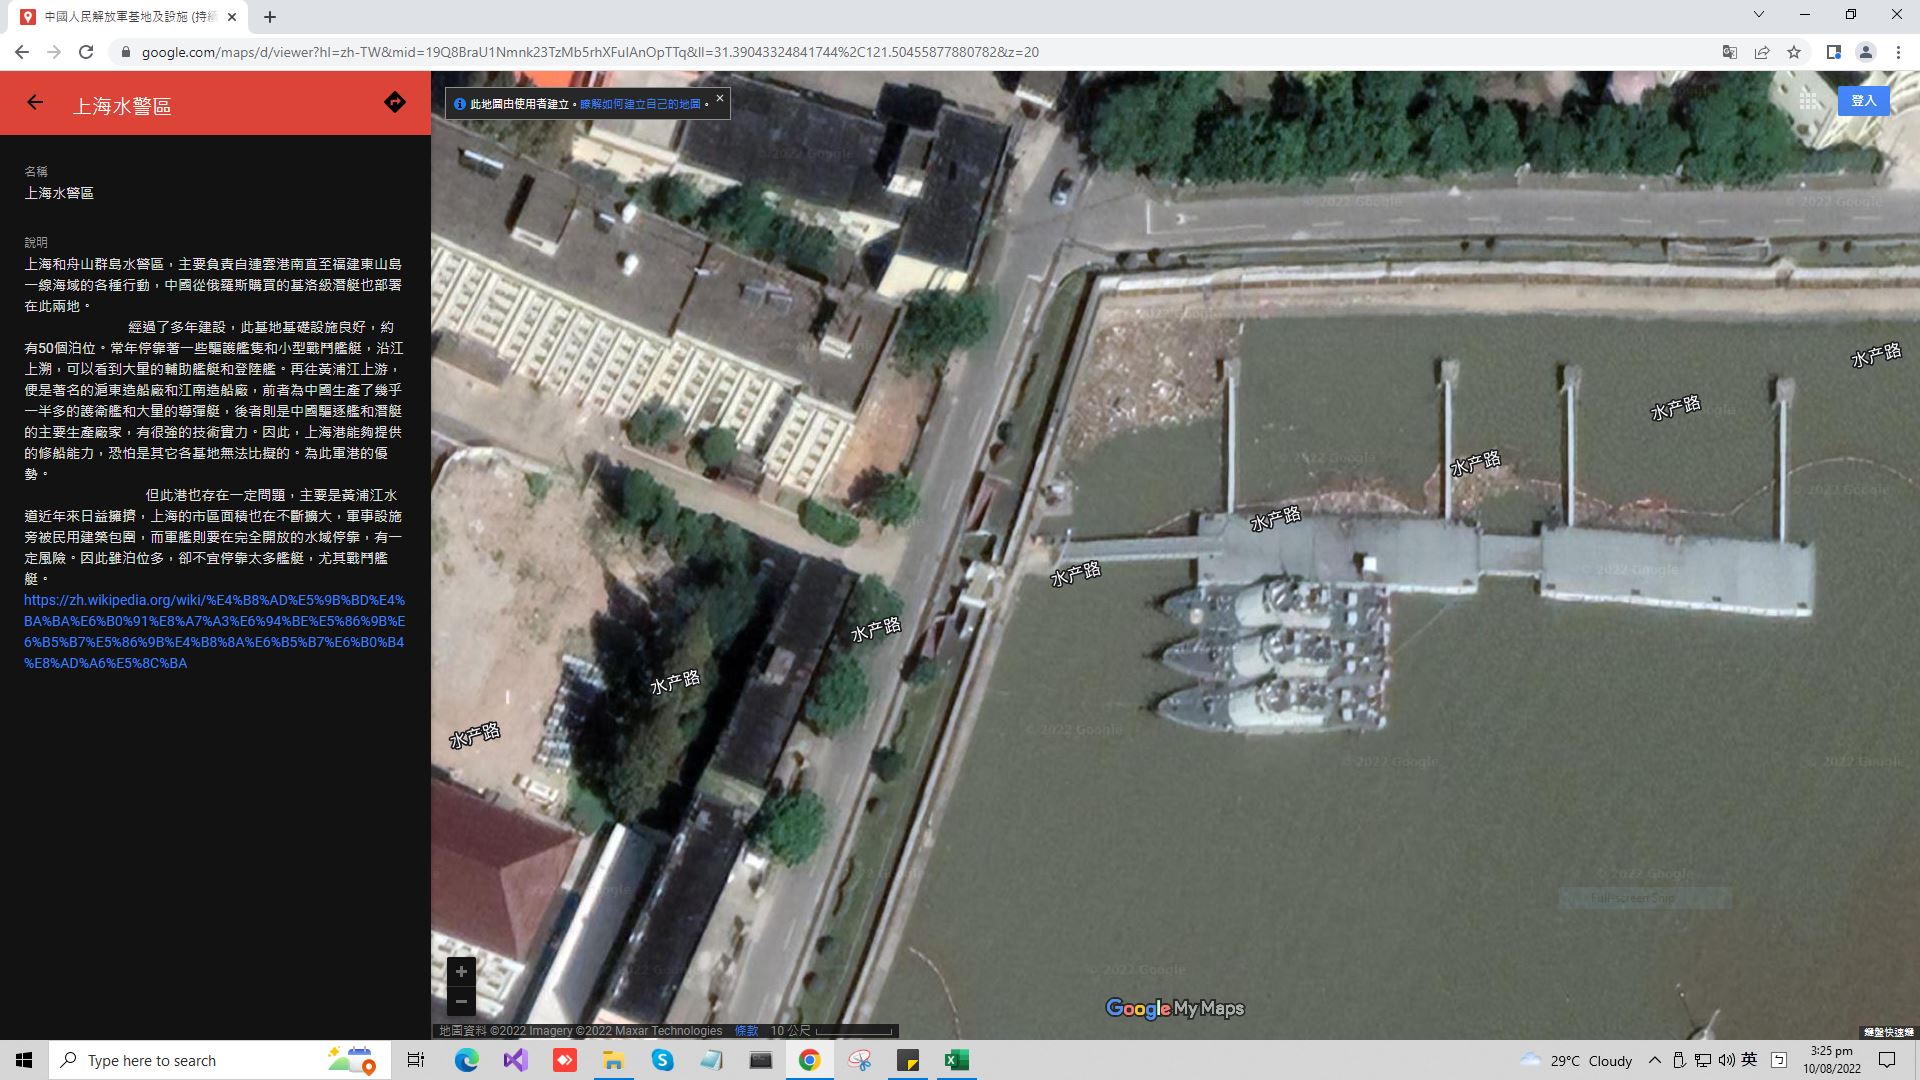 中國人民解放軍基地及設施 (持續
google.com/maps/d/viewer?hl=zh-TW&mid=19Q8BraU1Nmnk23TzMb5rhXFulAnOpTTq&ll=31.39043324841744%2C121.50455877880782&z=20
上海水警區
此地圖由使用者建立。瞭解如何建立自己的地圖。
登入
名稱
上海水警區
說明
上海和舟山群島水警區，主要負責自連雲港南直至福建東山島
一線海域的各種行動，中國從俄羅斯購買的基洛級潛艇也部署
在此兩地。
經過了多年建設，此基地基礎設施良好，約
有50個泊位。常年停靠著一些驅護艦隻和小型戰鬥艦艇，沿江
上溯，可以看到大量的輔助艦艇和登陸艦。再往黃浦江上游，
便是著名的滬東造船廠和江南造船廠，前者為中國生產了幾乎
一半多的護衛艦和大量的導彈艇，後者則是中國驅逐艦和潛艇
的主要生產廠家，有很強的技術實力。因此，上海港能夠提供
的修船能力，恐怕是其它各基地無法比擬的。為此軍港的優
勢。
但此港也存在一定問題，主要是黃浦江水
道近年來日益擁擠，上海的市區面積也在不斷擴大，軍事設施
旁被民用建築包圍，而軍艦則要在完全開放的水域停靠，有一
定風險。因此雖泊位多，卻不宜停靠太多艦艇，尤其戰鬥艦
艇。
https://zh.wikipedia.org/wiki/%E4%B8%AD%E5%9B%BD%E4%
BA%BA%E6%B0%91%E8%A7%A3%E6%94%BE%E5%86%9B%E
6%B5%B7%E5%86%9B%E4%B8%8A%E6%B5%B7%E6%B0%B4
%E8%AD%A6%E5%8C%BA
水产路
水产路
水产路
水产路
水产路
水产路
水产路
水产路
© 2022 Google
© 2022 Google
© 2022 Google
© 2022 Google
© 2022 Google
© 2022 Google
© 2022 Google
© 2022 Google
Full-screen Snip
Google My Maps
地圖資料 ©2022 Imagery ©2022 Maxar Technologies 條款 10 公尺
鍵盤快速鍵
Type here to search
29°C Cloudy
英
3:25 pm
10/08/2022